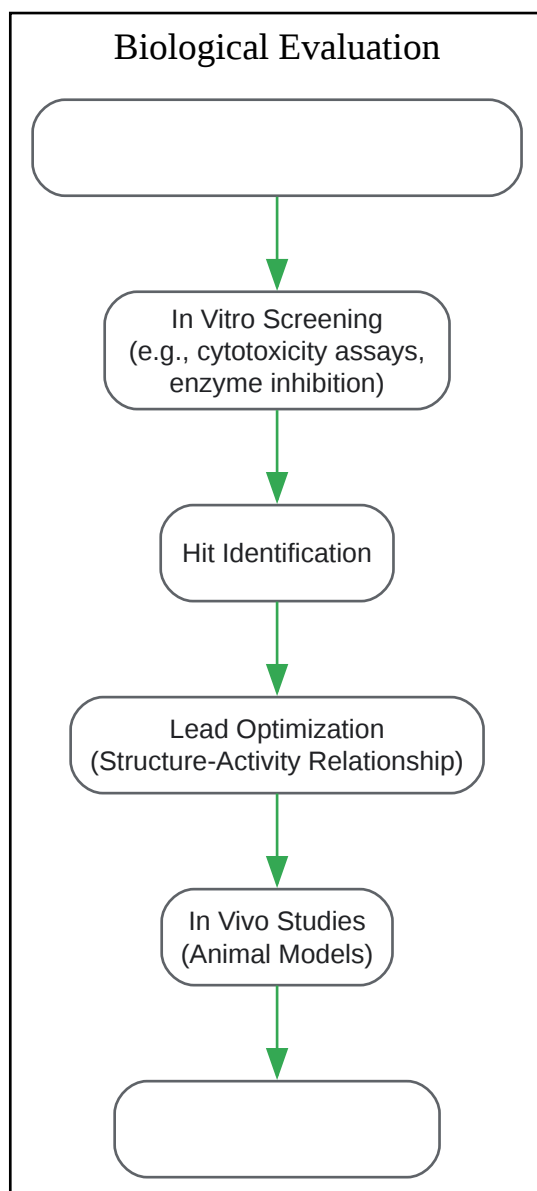 Biological Evaluation
In Vitro Screening
(e.g., cytotoxicity assays,
enzyme inhibition)
Hit Identification
Lead Optimization
(Structure-Activity Relationship)
In Vivo Studies
(Animal Models)